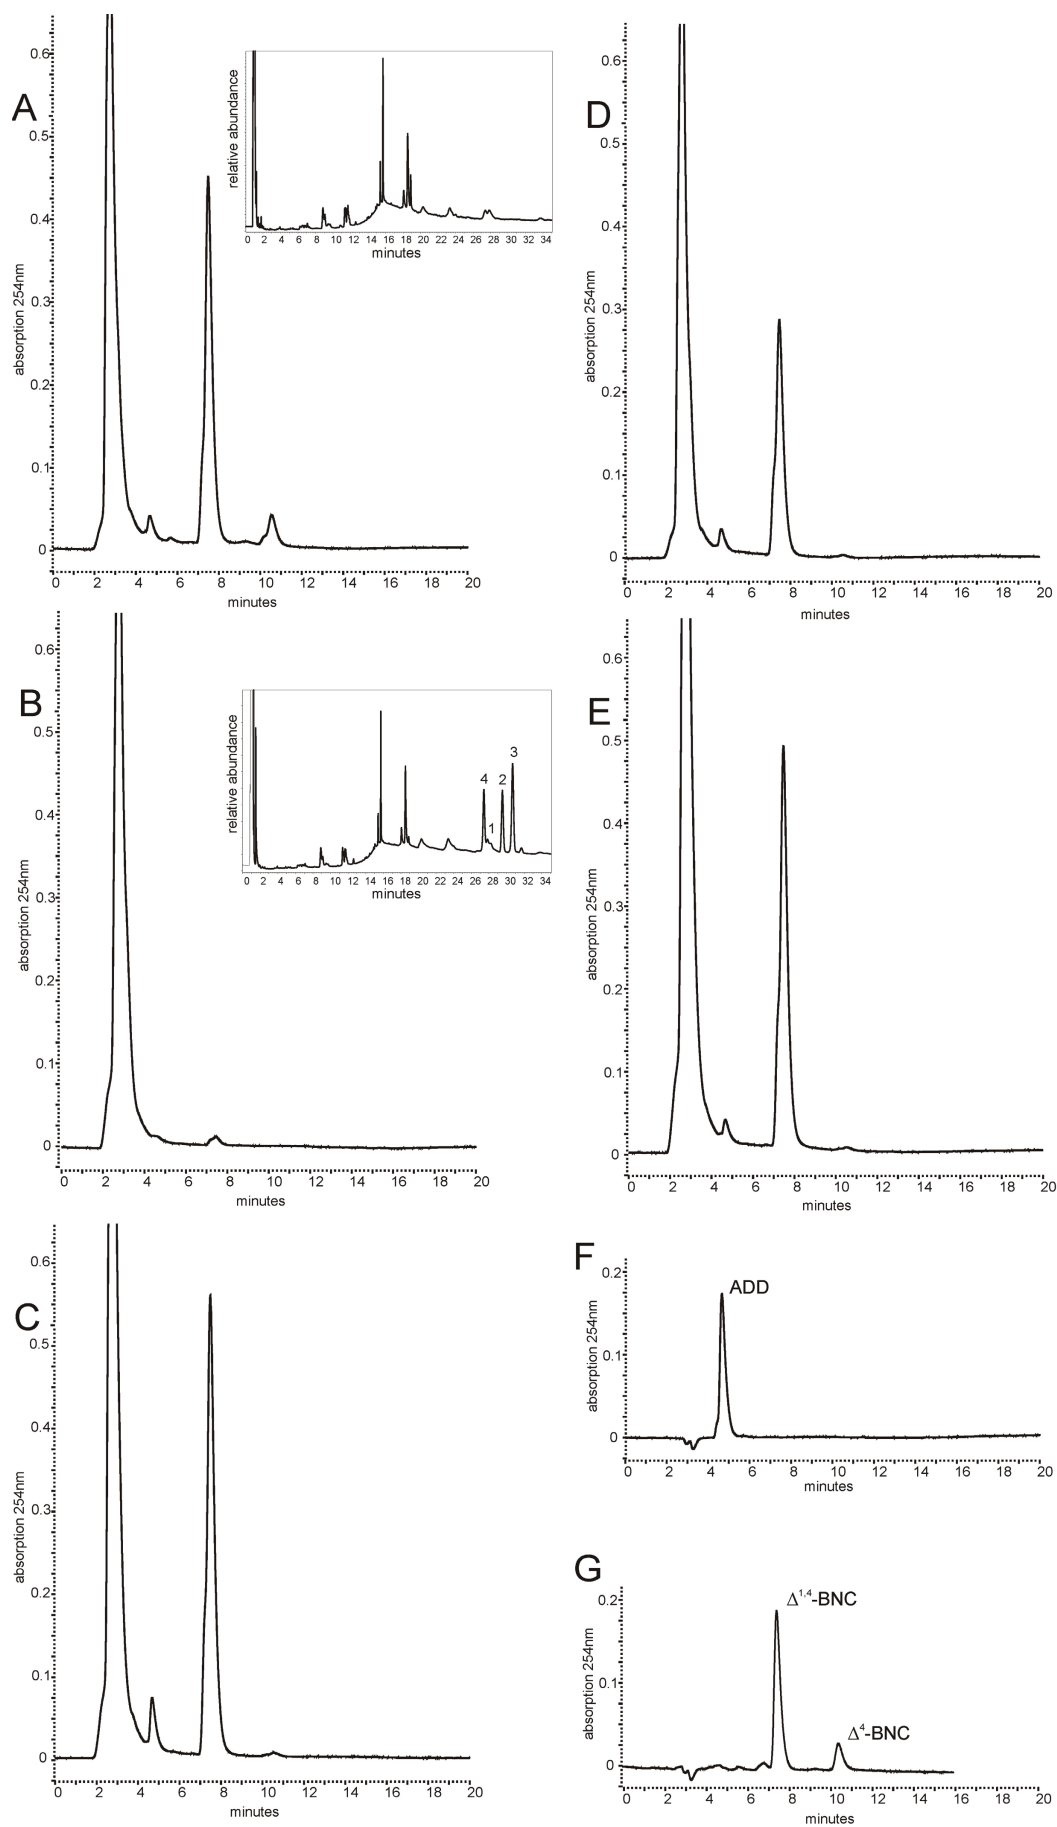 A
absorption 254nm
0.6
0.5
0.4
0.3
0.2
0.1
0
0 2 4 6 8 10 12 14 16 18 20
minutes
relative abundance
0 2 4 6 8 10 12 14 16 18 20 22 24 26 28 30 32 34
minutes
B
absorption 254nm
0.6
0.5
0.4
0.3
0.2
0.1
0
0 2 4 6 8 10 12 14 16 18 20
minutes
relative abundance
4 1 2 3
0 2 4 6 8 10 12 14 16 18 20 22 24 26 28 30 32 34
minutes
C
absorption 254nm
0.6
0.5
0.4
0.3
0.2
0.1
0
0 2 4 6 8 10 12 14 16 18 20
minutes
D
absorption 254nm
0.6
0.5
0.4
0.3
0.2
0.1
0
0 2 4 6 8 10 12 14 16 18 20
minutes
E
absorption 254nm
0.6
0.5
0.4
0.3
0.2
0.1
0
0 2 4 6 8 10 12 14 16 18 20
minutes
F
absorption 254nm
0.2
0.1
0
ADD
0 2 4 6 8 10 12 14 16 18 20
minutes
G
absorption 254nm
0.2
0.1
0
Δ1,4-BNC
Δ4-BNC
0 2 4 6 8 10 12 14 16 18 20
minutes